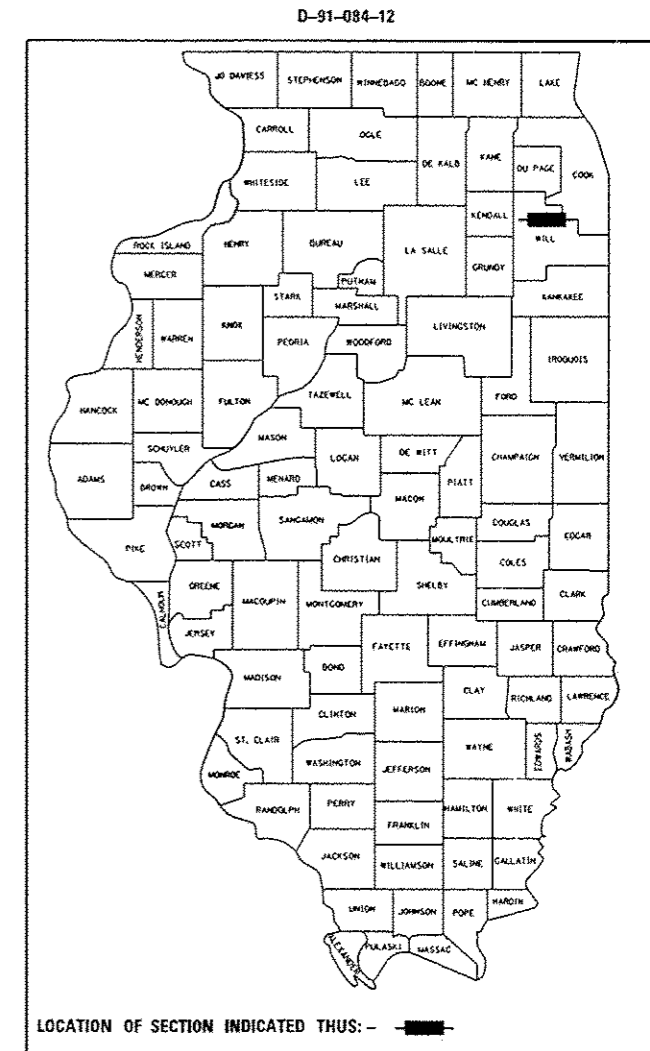 D-91-084-12
JO DAVIESS STEPHENSON WINNEBAGO BOONE MC HENRY LAKE
CARROLL OGLE DE KALB KANE DU PAGE COOK
WHITESIDE LEE KENDALL WILL
ROCK ISLAND HENRY BUREAU LA SALLE GRUNDY
MERCER PUTNAM KANKAKEE
STARK MARSHALL LIVINGSTON
HENDERSON WARREN KNOX PEORIA WOODFORD IROQUOIS
HANCOCK MC DONOUGH FULTON TAZEWELL MC LEAN FORD
SCHUYLER MASON LOGAN DE WITT CHAMPAIGN VERMILION
ADAMS BROWN CASS MENARD PIATT
MACON
PIKE SCOTT MORGAN SANGAMON MOULTRIE DOUGLAS EDGAR
CHRISTIAN COLES
CALHOUN GREENE MACOUPIN MONTGOMERY SHELBY CUMBERLAND CLARK
JERSEY FAYETTE EFFINGHAM JASPER CRAWFORD
MADISON BOND CLAY RICHLAND LAWRENCE
CLINTON MARION
ST. CLAIR WAYNE EDWARDS WABASH
MONROE WASHINGTON JEFFERSON
RANDOLPH PERRY HAMILTON WHITE
FRANKLIN
JACKSON WILLIAMSON SALINE GALLATIN
UNION JOHNSON POPE HARDIN
ALEXANDER PULASKI MASSAC
LOCATION OF SECTION INDICATED THUS: -